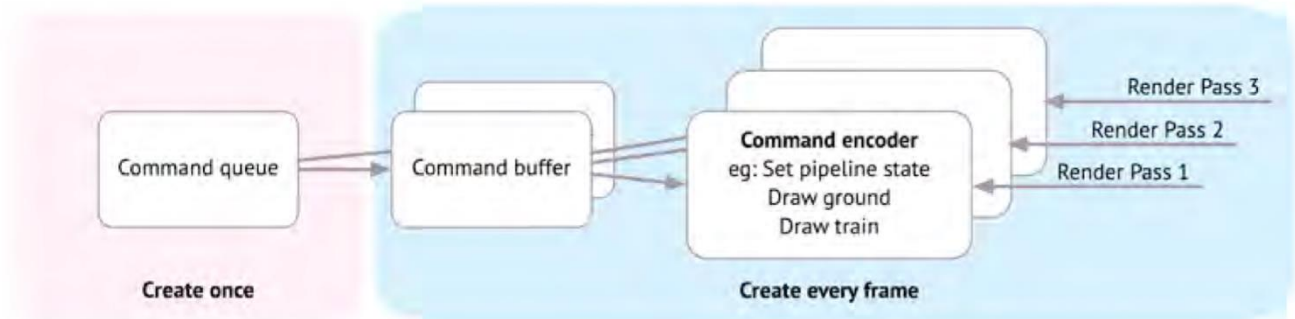 Render Pass 3
Render Pass 2
Render Pass 1
Command queue
Command buffer
Command encoder
eg: Set pipeline state
Draw ground
Draw train
Create once
Create every frame